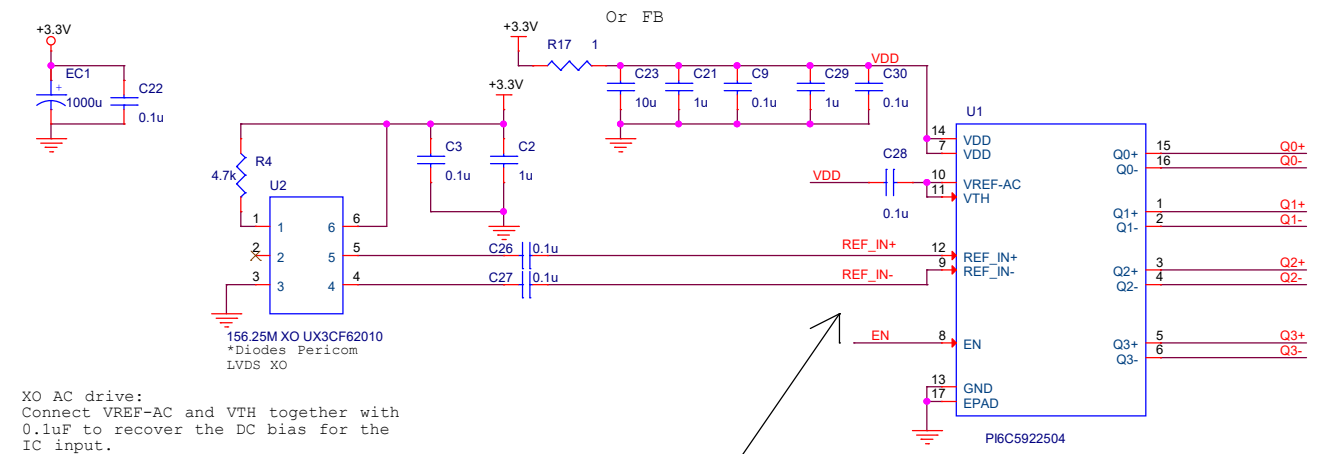 Or FB
+3.3V
+3.3V
R17 1
VDD
EC1
1000u
C22
0.1u
+3.3V
C23
10u
C21
1u
C9
0.1u
C29
1u
C30
0.1u
U1
R4
4.7k
C3
0.1u
C2
1u
14 VDD
7 VDD
15 Q0+ Q0+
16 Q0- Q0-
C28
VDD
0.1u
10 VREF-AC
11 VTH
U2
1 1 6 6
2 2 5 5
3 3 4 4
1 Q1+ Q1+
2 Q1- Q1-
C26 0.1u
C27 0.1u
REF_IN+ 12 REF_IN+
REF_IN- 9 REF_IN-
3 Q2+ Q2+
4 Q2- Q2-
156.25M XO UX3CF62010
*Diodes Pericom
LVDS XO
EN 8 EN
5 Q3+ Q3+
6 Q3- Q3-
13 GND
17 EPAD
PI6C5922504
XO AC drive:
Connect VREF-AC and VTH together with
0.1uF to recover the DC bias for the
IC input.